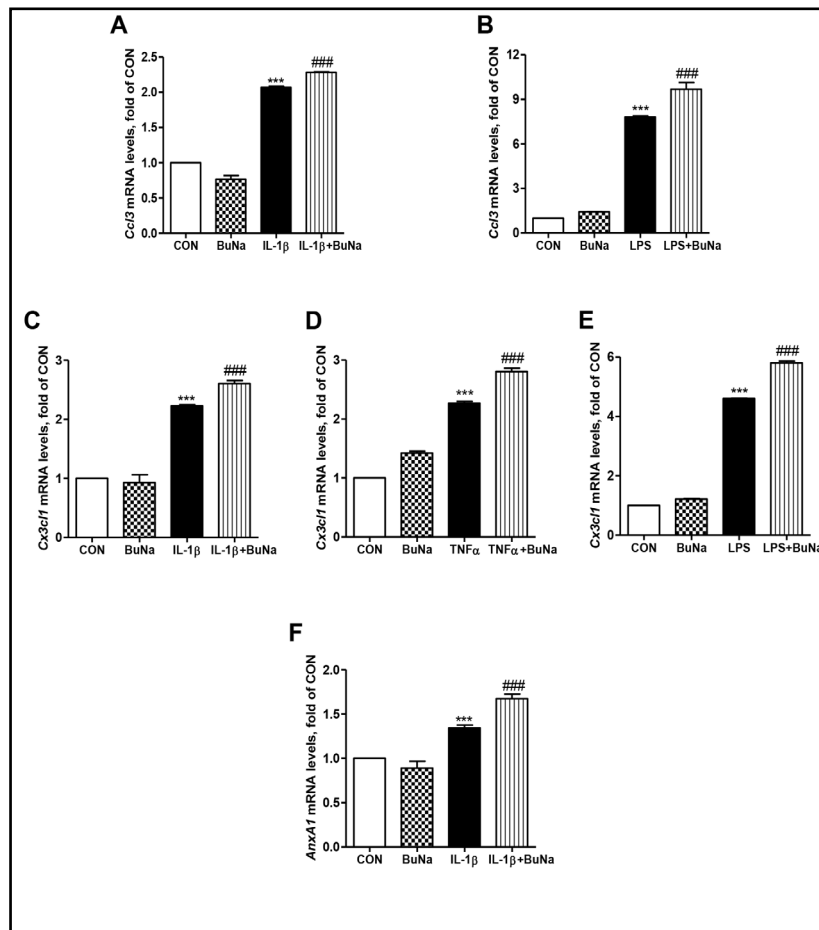 A
Ccl3 mRNA levels, fold of CON
2.5
2.0
1.5
1.0
0.5
0.0
***
###
CON BuNa IL-1β IL-1β+BuNa
B
Ccl3 mRNA levels, fold of CON
12
9
6
3
0
***
###
CON BuNa LPS LPS+BuNa
C
Cx3cl1 mRNA levels, fold of CON
3
2
1
0
***
###
CON BuNa IL-1β IL-1β+BuNa
D
Cx3cl1 mRNA levels, fold of CON
3
2
1
0
***
###
CON BuNa TNFα TNFα+BuNa
E
Cx3cl1 mRNA levels, fold of CON
6
4
2
0
***
###
CON BuNa LPS LPS+BuNa
F
AnxA1 mRNA levels, fold of CON
2.0
1.5
1.0
0.5
0.0
***
###
CON BuNa IL-1β IL-1β+BuNa